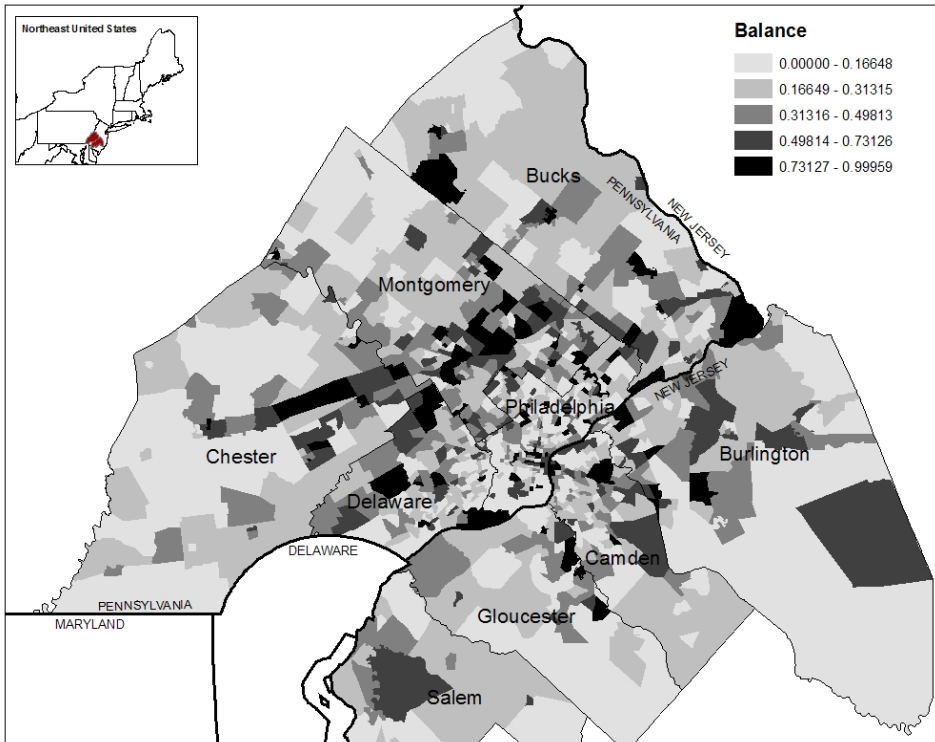 Northeast United States
Balance
0.00000 - 0.16648
0.16649 - 0.31315
0.31316 - 0.49813
0.49814 - 0.73126
0.73127 - 0.99959
Bucks
PENNSYLVANIA
NEW JERSEY
Montgomery
NEW JERSEY
Philadelphia
Chester
Burlington
Delaware
DELAWARE
Camden
PENNSYLVANIA
Gloucester
MARYLAND
Salem